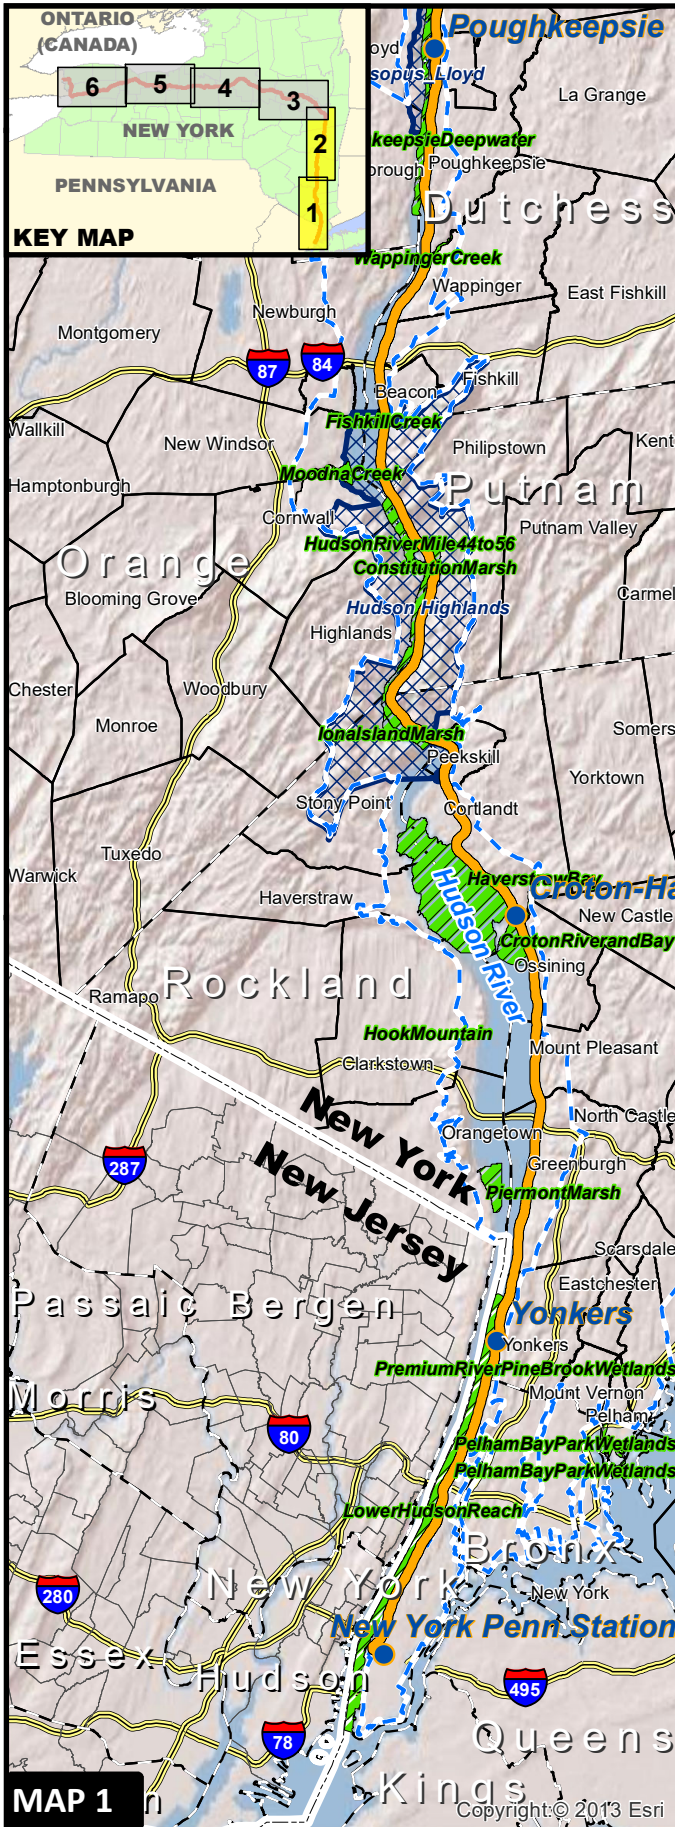 ONTARIO
(CANADA)
6
5
4
3
2
1
NEW YORK
PENNSYLVANIA
KEY MAP
Poughkeepsie
oyd
sopus_Lloyd
La Grange
keepsieDeepwater
orough
Poughkeepsie
Dutchess
WappingerCreek
Wappinger
East Fishkill
Newburgh
Montgomery
87
84
Fishkill
Beacon
Wallkill
FishkillCreek
New Windsor
Philipstown
Kent
MoodnaCreek
Hamptonburgh
Putnam
Cornwall
Putnam Valley
HudsonRiverMile44to56
Orange
ConstitutionMarsh
Blooming Grove
Carmel
Hudson Highlands
Highlands
Chester
Woodbury
Monroe
Somers
IonaIslandMarsh
Peekskill
Yorktown
Stony Point
Cortlandt
Tuxedo
Warwick
HaverstrawBay
Croton-Ha
Haverstraw
New Castle
Hudson River
CrotonRiverandBay
Ossining
Rockland
Ramapo
HookMountain
Mount Pleasant
Clarkstown
New York
North Castle
Orangetown
287
New Jersey
Greenburgh
PiermontMarsh
Scarsdale
Eastchester
Passaic
Bergen
Yonkers
Yonkers
PremiumRiverPineBrookWetlands
Morris
Mount Vernon
Pelham
80
PelhamBayParkWetlands
PelhamBayParkWetlands
LowerHudsonReach
Bronx
280
New York
New York
New York Penn Station
Essex
Hudson
495
78
Queens
MAP 1
n
Kings
Copyright:© 2013 Esri